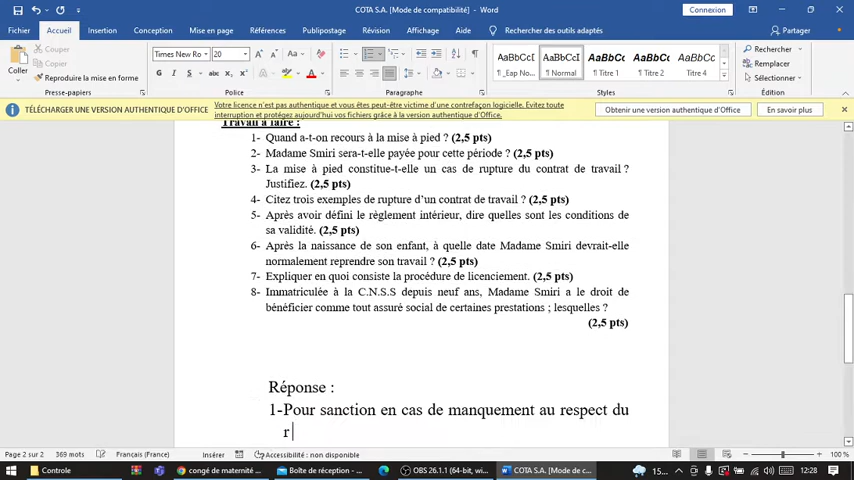 COTA S.A. [Mode de compatibilité] - Word
Connexion
Fichier Accueil Insertion Conception Mise en page Références Publipostage Révision Affichage Aide Recherche des outils adaptés Partager
Coller
Couper
Copier
Reproduire la mise en forme
Times New Ro 20
AaBbCcI AaBbCcI AaBbCcI AaBbCcI AaBbCcI
¶ _Eap No... ¶ Normal ¶ Titre 1 ¶ Titre 2 ¶ Titre 4
Rechercher
Remplacer
Sélectionner
Presse-papiers Police Paragraphe Styles Modification
TÉLÉCHARGER UNE VERSION AUTHENTIQUE D'OFFICE
Votre licence n'est pas authentique et vous êtes peut-être victime d'une contrefaçon logicielle. Évitez toute
interruption et protégez aujourd'hui vos fichiers grâce à la version authentique d'Office.
Obtenir une version authentique d'Office
En savoir plus
Travail à faire :
1- Quand a-t-on recours à la mise à pied ? (2,5 pts)
2- Madame Smiri sera-t-elle payée pour cette période ? (2,5 pts)
3- La mise à pied constitue-t-elle un cas de rupture du contrat de travail ?
Justifiez. (2,5 pts)
4- Citez trois exemples de rupture d'un contrat de travail ? (2,5 pts)
5- Après avoir défini le règlement intérieur, dire quelles sont les conditions de
sa validité. (2,5 pts)
6- Après la naissance de son enfant, à quelle date Madame Smiri devrait-elle
normalement reprendre son travail ? (2,5 pts)
7- Expliquer en quoi consiste la procédure de licenciement. (2,5 pts)
8- Immatriculée à la C.N.S.S depuis neuf ans, Madame Smiri a le droit de
bénéficier comme tout assuré social de certaines prestations ; lesquelles ?
(2,5 pts)
Réponse :
1-Pour sanction en cas de manquement au respect du
r
Page 2 sur 2 369 mots Français (France) Insérer Accessibilité : non disponible 100 %
Controle
congé de maternité ...
Boîte de réception - ...
OBS 26.1.1 (64-bit, wi...
COTA S.A. [Mode de c...
15...
12:28